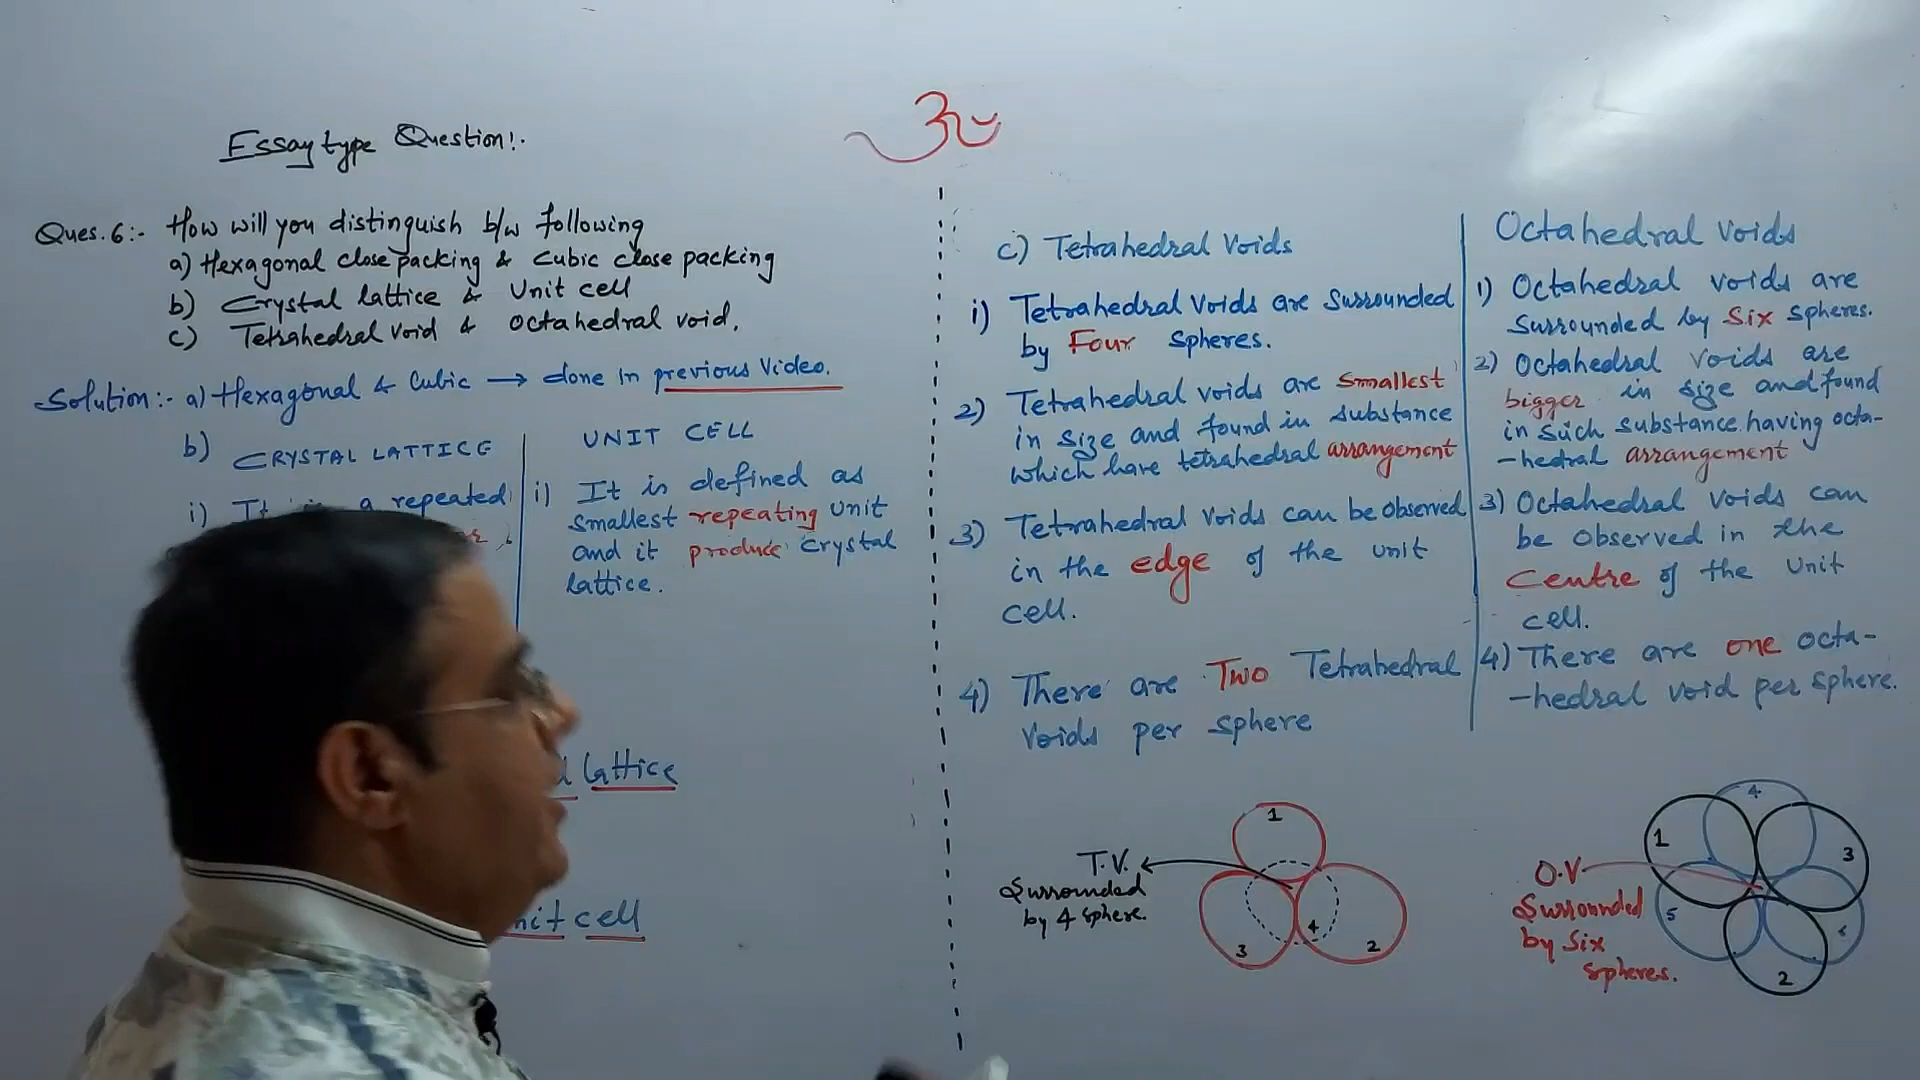 ॐ
Essay type Question:-
Ques. 6:- How will you distinguish b/w following
a) Hexagonal close packing & cubic close packing
b) Crystal lattice & Unit cell
c) Tetrahedral void & octahedral void.
Solution:- a) Hexagonal & Cubic → done in previous video.
b) CRYSTAL LATTICE
i) It is a repeated
UNIT CELL
i) It is defined as
smallest repeating unit
and it produce crystal
lattice.
lattice
unit cell
c) Tetrahedral Voids
i) Tetrahedral voids are surrounded
by Four spheres.
2) Tetrahedral voids are smallest
in size and found in substance
which have tetrahedral arrangement
3) Tetrahedral voids can be observed
in the edge of the unit
cell.
4) There are Two Tetrahedral
voids per sphere
Octahedral voids
1) Octahedral voids are
surrounded by Six spheres.
2) Octahedral voids are
bigger in size and found
in such substance having octa-
-hedral arrangement
3) Octahedral voids can
be observed in the
Centre of the unit
cell.
4) There are one octa-
-hedral void per sphere.
T.V.
Surrounded
by 4 sphere.
1
3
4
2
O.V.
Surrounded
by Six
spheres.
4
1
3
5
6
2